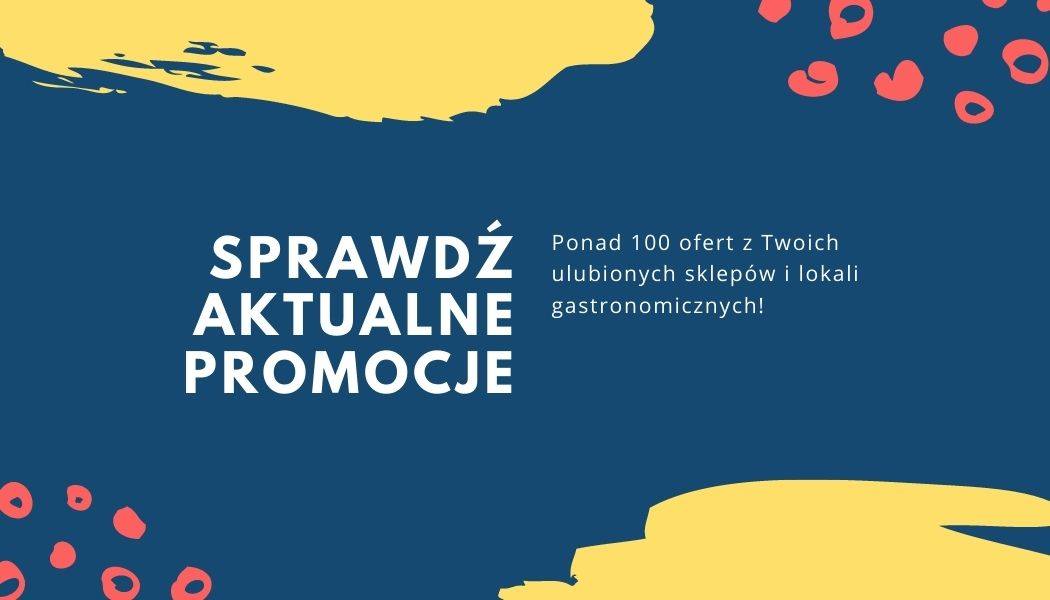 SPRAWDŹ
AKTUALNE
PROMOCJE
Ponad 100 ofert z Twoich
ulubionych sklepów i lokali
gastronomicznych!